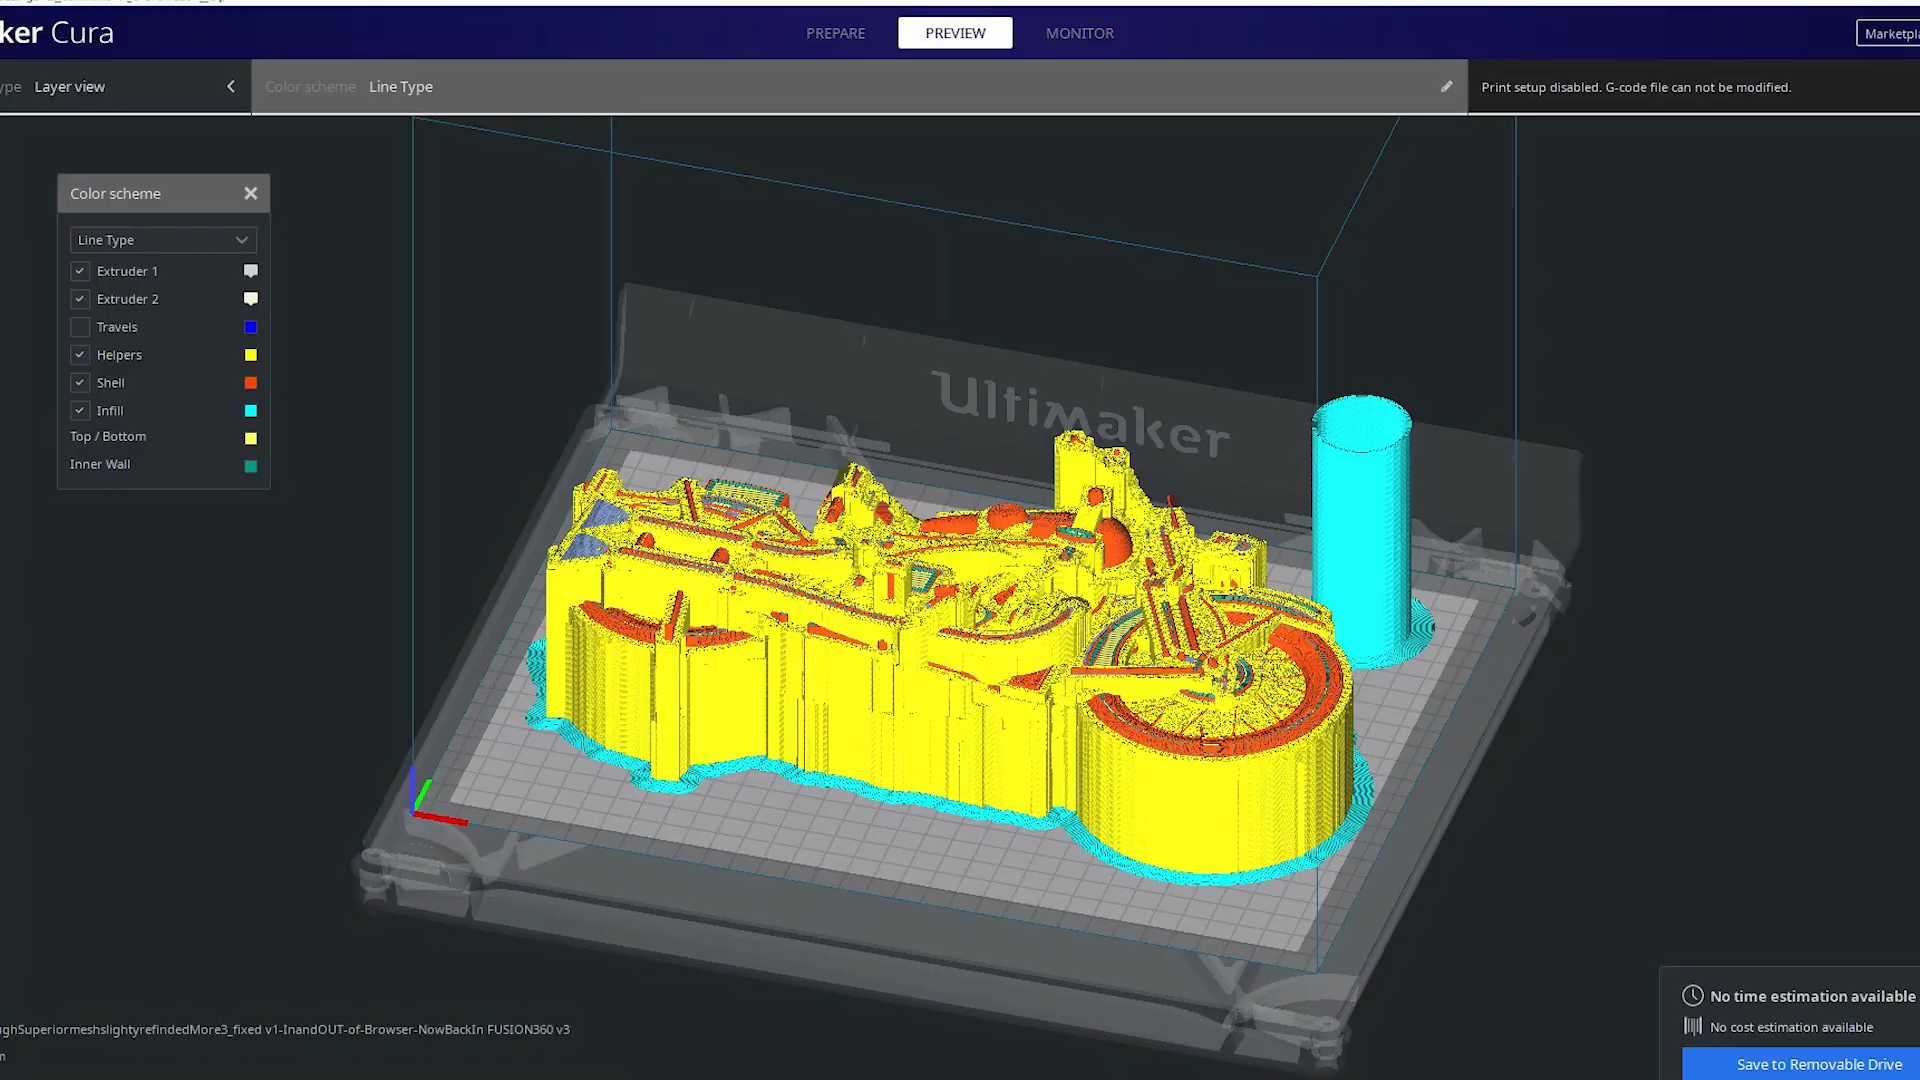 ker Cura
PREPARE
PREVIEW
MONITOR
Marketpla
ype Layer view
Color scheme Line Type
Print setup disabled. G-code file can not be modified.
Color scheme
Line Type
Extruder 1
Extruder 2
Travels
Helpers
Shell
Infill
Top / Bottom
Inner Wall
Ultimaker
No time estimation available
No cost estimation available
Save to Removable Drive
ughSuperiormeshslightyrefindedMore3_fixed v1-InandOUT-of-Browser-NowBackIn FUSION360 v3
m